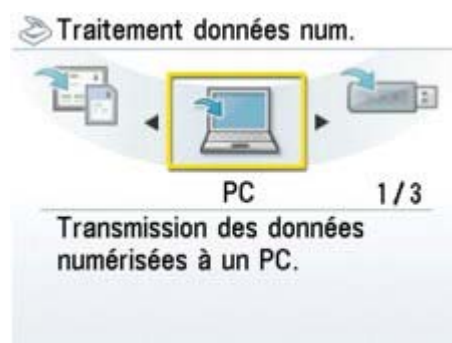 Traitement données num.
PC 1/3
Transmission des données
numérisées à un PC.